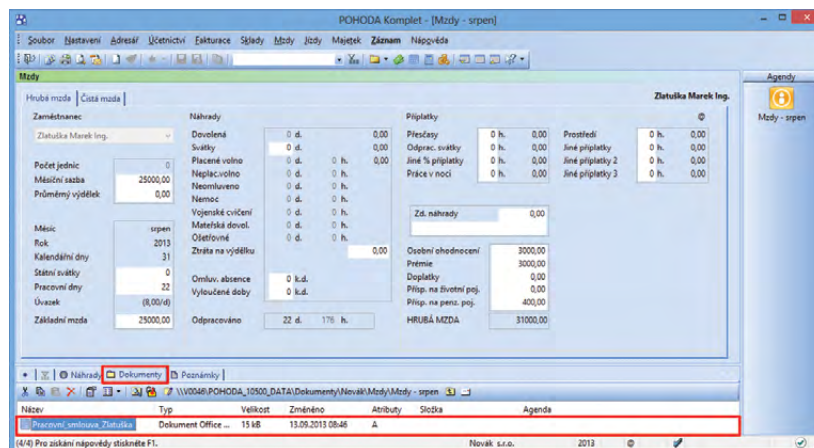 POHODA Komplet - [Mzdy - srpen]
Soubor Nastavení Adresář Účetnictví Fakturace Sklady Mzdy Jízdy Majetek Záznam Nápověda
Mzdy
Agendy
Hrubá mzda Čistá mzda
Zlatuška Marek Ing.
Mzdy - srpen
Zaměstnanec Náhrady Příplatky
Zlatuška Marek Ing. Dovolená 0 d. 0,00 Přesčasy 0 h. 0,00 Prostředí 0 h. 0,00
Svátky 0 d. 0,00 Odprac. svátky 0 h. 0,00 Jiné příplatky 0 h. 0,00
Počet jednic 0 Placené volno 0 d. 0 h. 0,00 Jiné % příplatky 0 h. 0,00 Jiné příplatky 2 0 h. 0,00
Měsíční sazba 25000,00 Neplac.volno 0 d. 0 h. Práce v noci 0 h. 0,00 Jiné příplatky 3 0 h. 0,00
Průměrný výdělek 0,00 Neomluveno 0 d. 0 h.
Nemoc 0 d. 0 h.
Vojenské cvičení 0 d. 0 h. Zd. náhrady 0,00
Měsíc srpen Mateřská dovol. 0 d. 0 h.
Rok 2013 Ošetřovné 0 d. 0 h.
Kalendářní dny 31 Ztráta na výdělku 0,00 Osobní ohodnocení 3000,00
Státní svátky 0 Prémie 3000,00
Pracovní dny 22 Omluv. absence 0 k.d. Doplatky 0,00
Úvazek (8,00/d) Vyloučené doby 0 k.d. Přísp. na životní poj. 0,00
Přísp. na penz. poj. 400,00
Základní mzda 25000,00 Odpracováno 22 d. 176 h. HRUBÁ MZDA 31000,00
Náhrady Dokumenty Poznámky
\\V0046\POHODA_10500_DATA\Dokumenty\Novák\Mzdy\Mzdy - srpen
Název Typ Velikost Změněno Atributy Složka Agenda
Pracovní_smlouva_Zlatuška Dokument Office ... 15 kB 13.09.2013 08:46 A
(4/4) Pro získání nápovědy stiskněte F1. Novák s.r.o. 2013